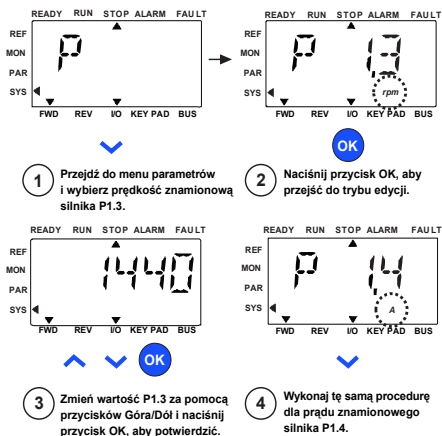 READY RUN STOP ALARM FAULT
REF
MON
PAR
SYS
P
FWD REV I/O KEYPAD BUS
READY RUN STOP ALARM FAULT
REF
MON
PAR
SYS
P 1,3
rpm
FWD REV I/O KEYPAD BUS
1
Przejdź do menu parametrów
i wybierz prędkość znamionową
silnika P1.3.
OK
2
Naciśnij przycisk OK, aby
przejść do trybu edycji.
READY RUN STOP ALARM FAULT
REF
MON
PAR
SYS
1440
FWD REV I/O KEYPAD BUS
READY RUN STOP ALARM FAULT
REF
MON
PAR
SYS
P 1,4
A
FWD REV I/O KEYPAD BUS
OK
3
Zmień wartość P1.3 za pomocą
przycisków Góra/Dół i naciśnij
przycisk OK, aby potwierdzić.
4
Wykonaj tę samą procedurę
dla prądu znamionowego
silnika P1.4.